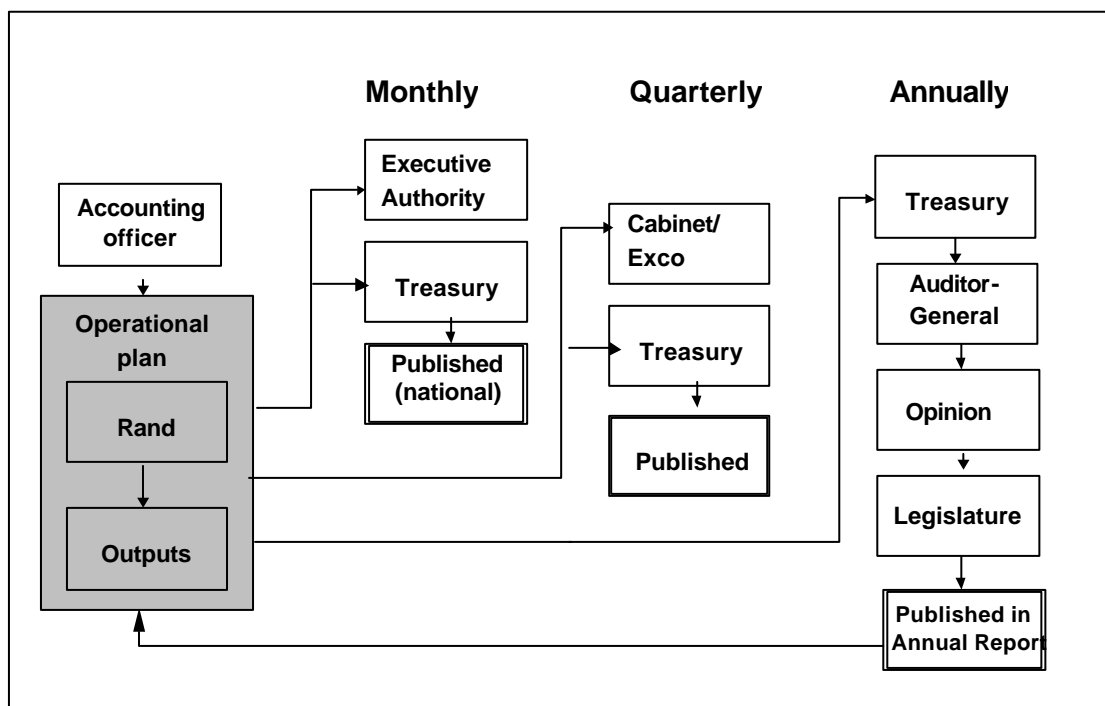 Monthly
Quarterly
Annually
Accounting
officer
Operational
plan
Rand
Outputs
Executive
Authority
Treasury
Published
(national)
Cabinet/
Exco
Treasury
Published
Treasury
Auditor-
General
Opinion
Legislature
Published in
Annual Report